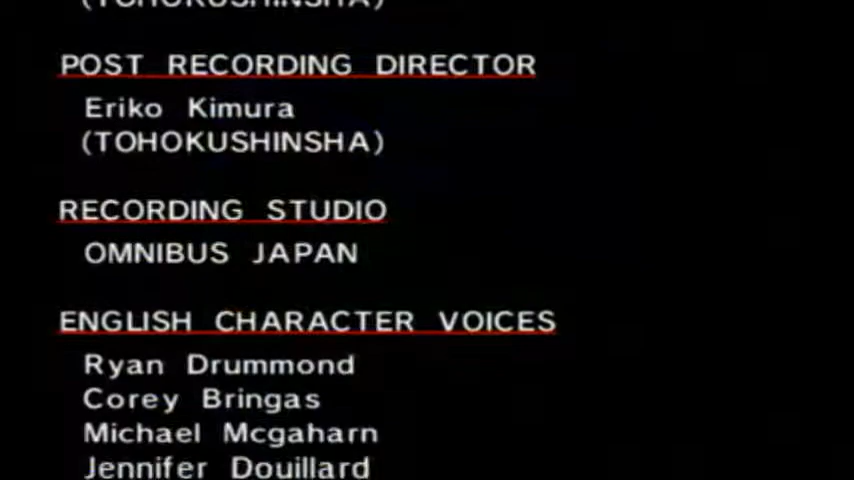 (TOHOKUSHINSHA)
POST RECORDING DIRECTOR
Eriko Kimura
(TOHOKUSHINSHA)
RECORDING STUDIO
OMNIBUS JAPAN
ENGLISH CHARACTER VOICES
Ryan Drummond
Corey Bringas
Michael Mcgaharn
Jennifer Douillard